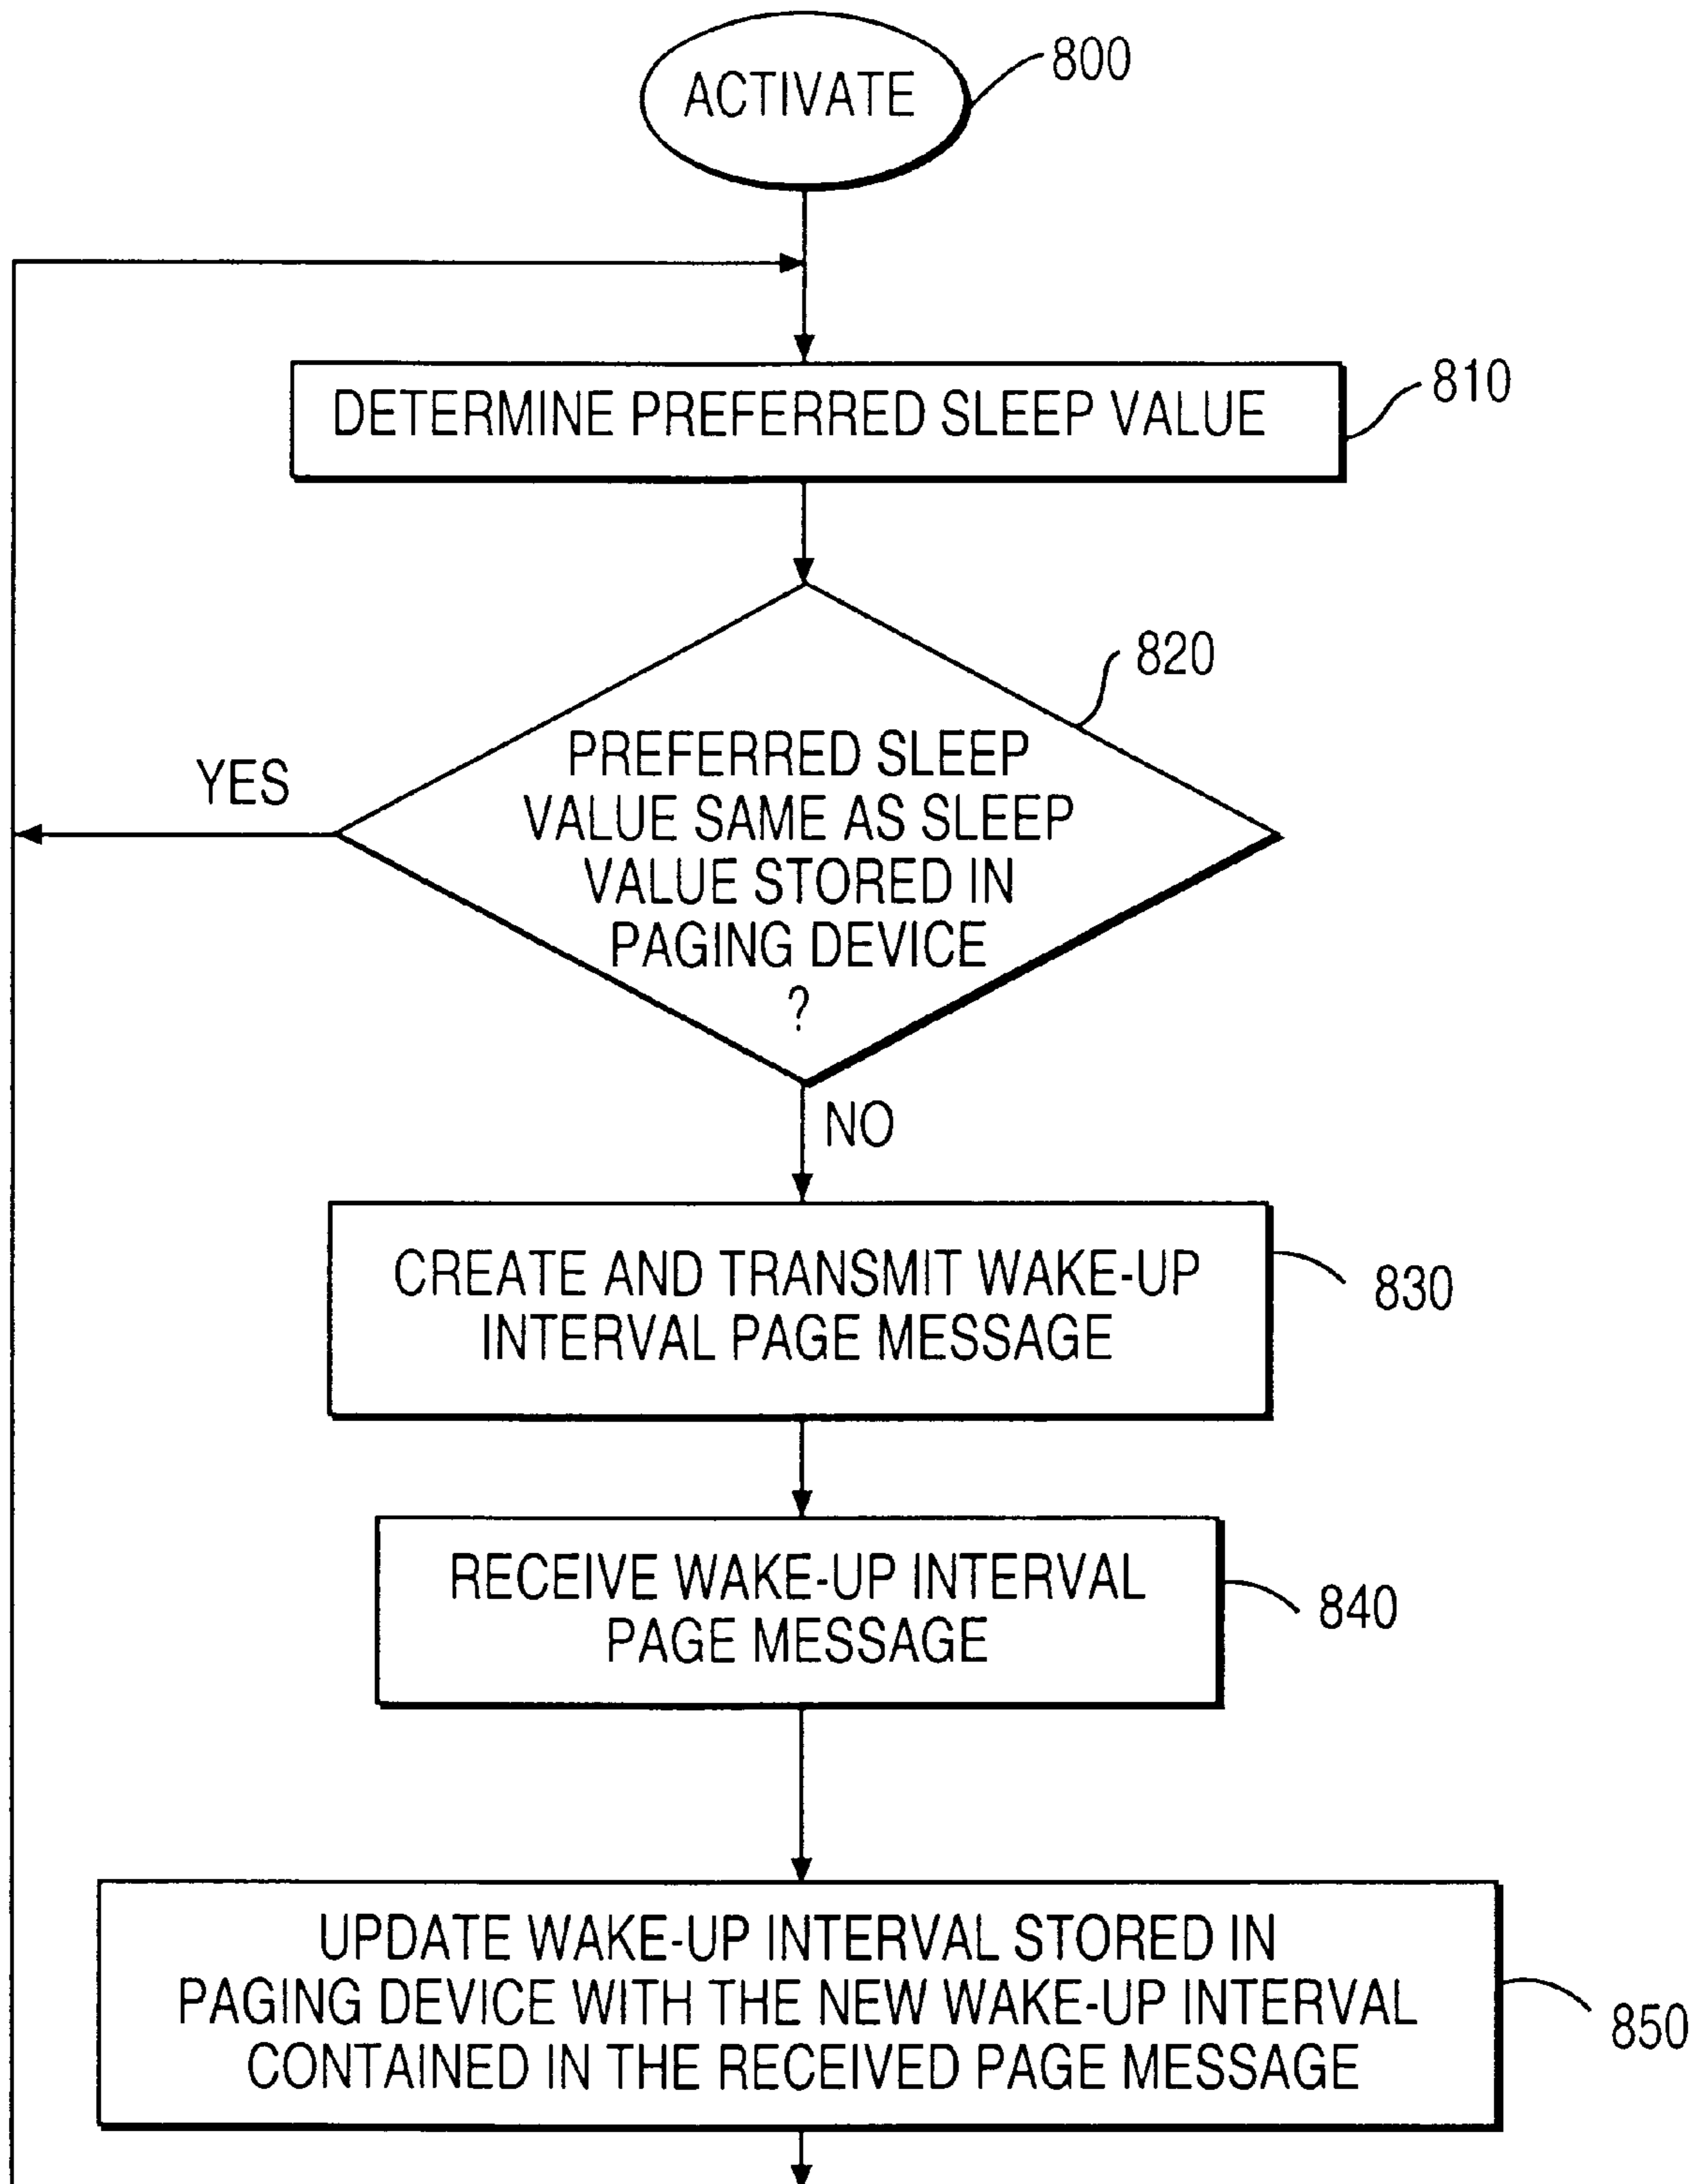 ACTIVATE
800
DETERMINE PREFERRED SLEEP VALUE
810
820
PREFERRED SLEEP
VALUE SAME AS SLEEP
VALUE STORED IN
PAGING DEVICE
?
YES
NO
CREATE AND TRANSMIT WAKE-UP
INTERVAL PAGE MESSAGE
830
RECEIVE WAKE-UP INTERVAL
PAGE MESSAGE
840
UPDATE WAKE-UP INTERVAL STORED IN
PAGING DEVICE WITH THE NEW WAKE-UP INTERVAL
CONTAINED IN THE RECEIVED PAGE MESSAGE
850